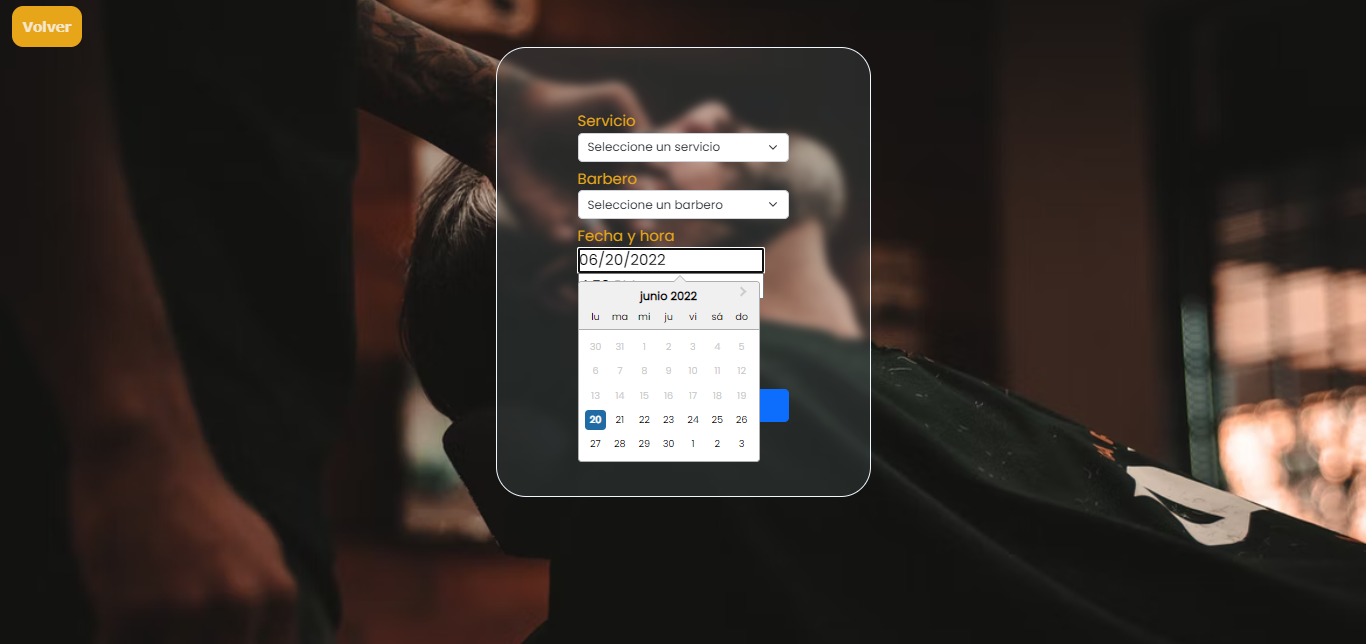 Volver
Servicio
Seleccione un servicio
Barbero
Seleccione un barbero
Fecha y hora
06/20/2022
junio 2022
lu ma mi ju vi sá do
30 31 1 2 3 4 5
6 7 8 9 10 11 12
13 14 15 16 17 18 19
20 21 22 23 24 25 26
27 28 29 30 1 2 3